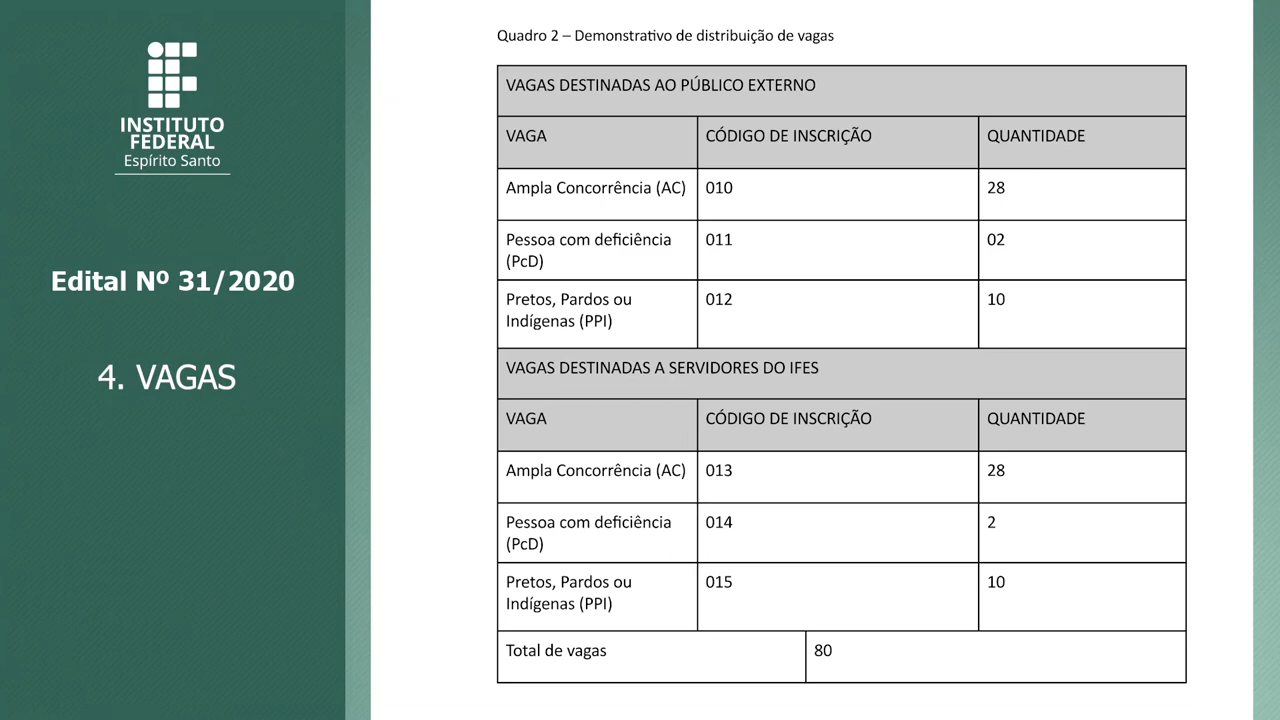 INSTITUTO
FEDERAL
Espírito Santo
Edital Nº 31/2020
4. VAGAS
Quadro 2 – Demonstrativo de distribuição de vagas
VAGAS DESTINADAS AO PÚBLICO EXTERNO
VAGA CÓDIGO DE INSCRIÇÃO QUANTIDADE
Ampla Concorrência (AC) 010 28
Pessoa com deficiência 011 02
(PcD)
Pretos, Pardos ou 012 10
Indígenas (PPI)
VAGAS DESTINADAS A SERVIDORES DO IFES
VAGA CÓDIGO DE INSCRIÇÃO QUANTIDADE
Ampla Concorrência (AC) 013 28
Pessoa com deficiência 014 2
(PcD)
Pretos, Pardos ou 015 10
Indígenas (PPI)
Total de vagas 80